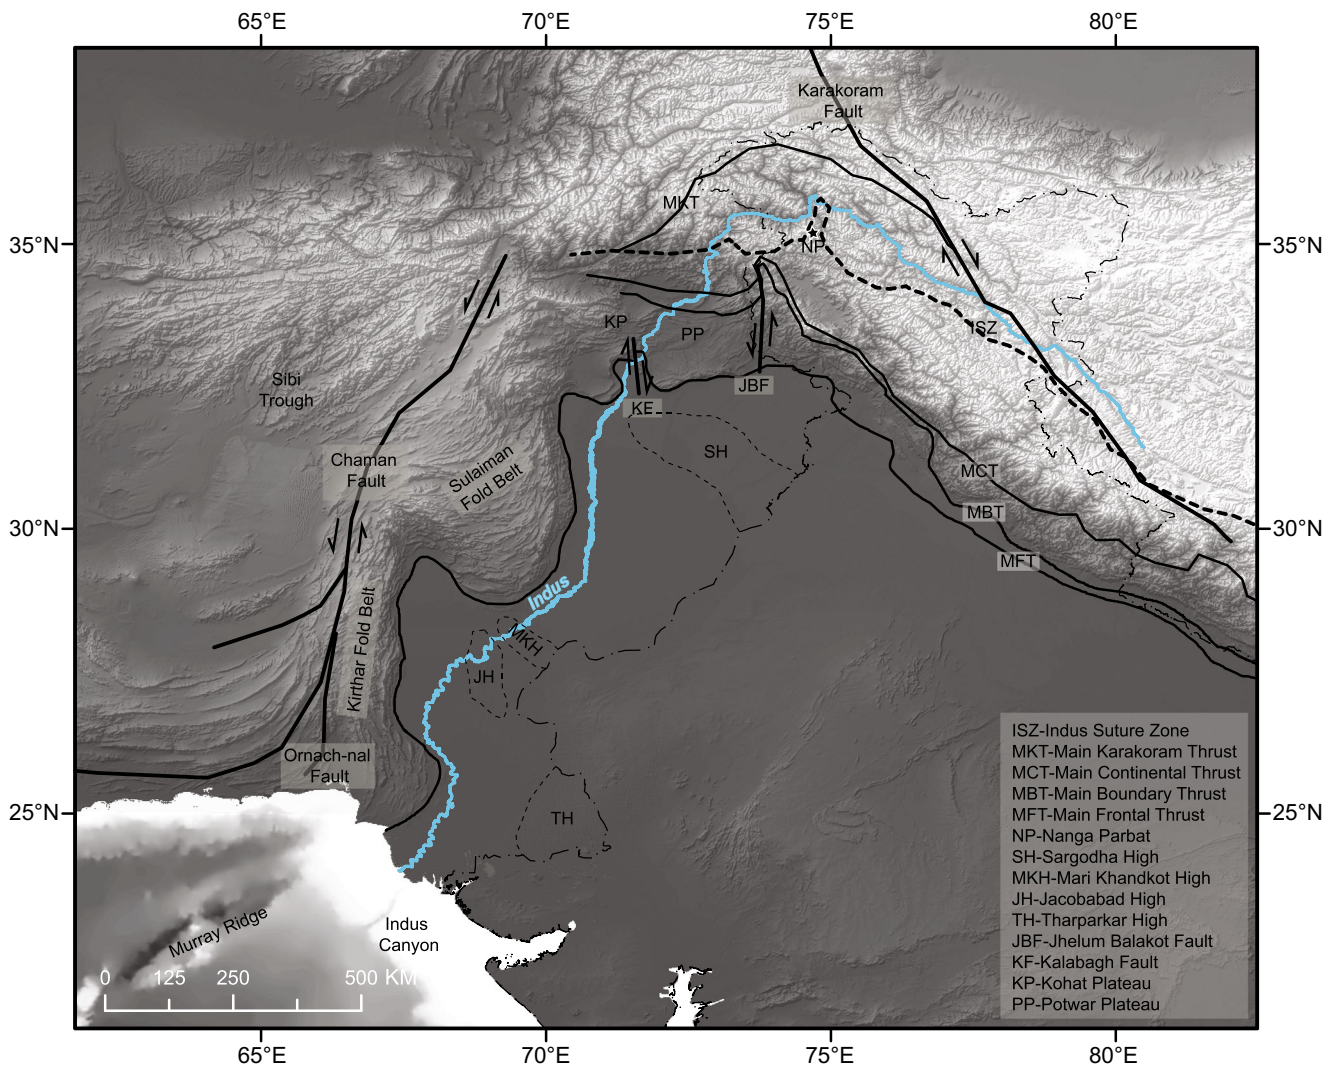 65°E 70°E 75°E 80°E
Karakoram
Fault
MKT
35°N 35°N
NP
KP
PP
ISZ
Sibi
Trough
JBF
KF
Chaman
Fault
Sulaiman
Fold Belt
SH
MCT
MBT
30°N 30°N
MFT
Indus
Kirthar Fold Belt
MKH
JH
Ornach-nal
Fault
25°N 25°N
TH
Murray Ridge
Indus
Canyon
0 125 250 500 KM
ISZ-Indus Suture Zone
MKT-Main Karakoram Thrust
MCT-Main Continental Thrust
MBT-Main Boundary Thrust
MFT-Main Frontal Thrust
NP-Nanga Parbat
SH-Sargodha High
MKH-Mari Khandkot High
JH-Jacobabad High
TH-Tharparkar High
JBF-Jhelum Balakot Fault
KF-Kalabagh Fault
KP-Kohat Plateau
PP-Potwar Plateau
65°E 70°E 75°E 80°E